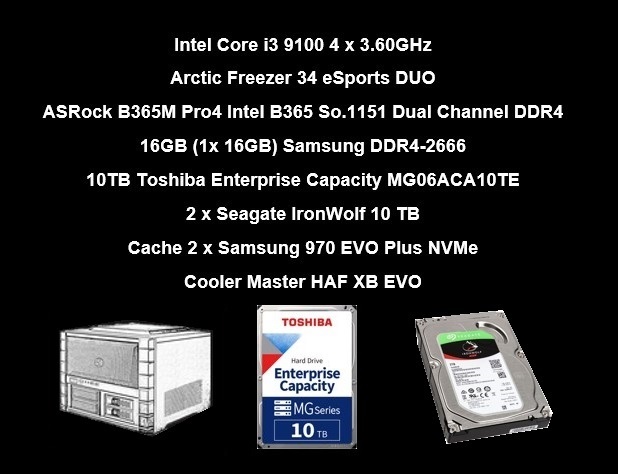 Intel Core i3 9100 4 x 3.60GHz
Arctic Freezer 34 eSports DUO
ASRock B365M Pro4 Intel B365 So.1151 Dual Channel DDR4
16GB (1x 16GB) Samsung DDR4-2666
10TB Toshiba Enterprise Capacity MG06ACA10TE
2 x Seagate IronWolf 10 TB
Cache 2 x Samsung 970 EVO Plus NVMe
Cooler Master HAF XB EVO
TOSHIBA
Hard Drive
Enterprise
Capacity
MG Series
10 TB